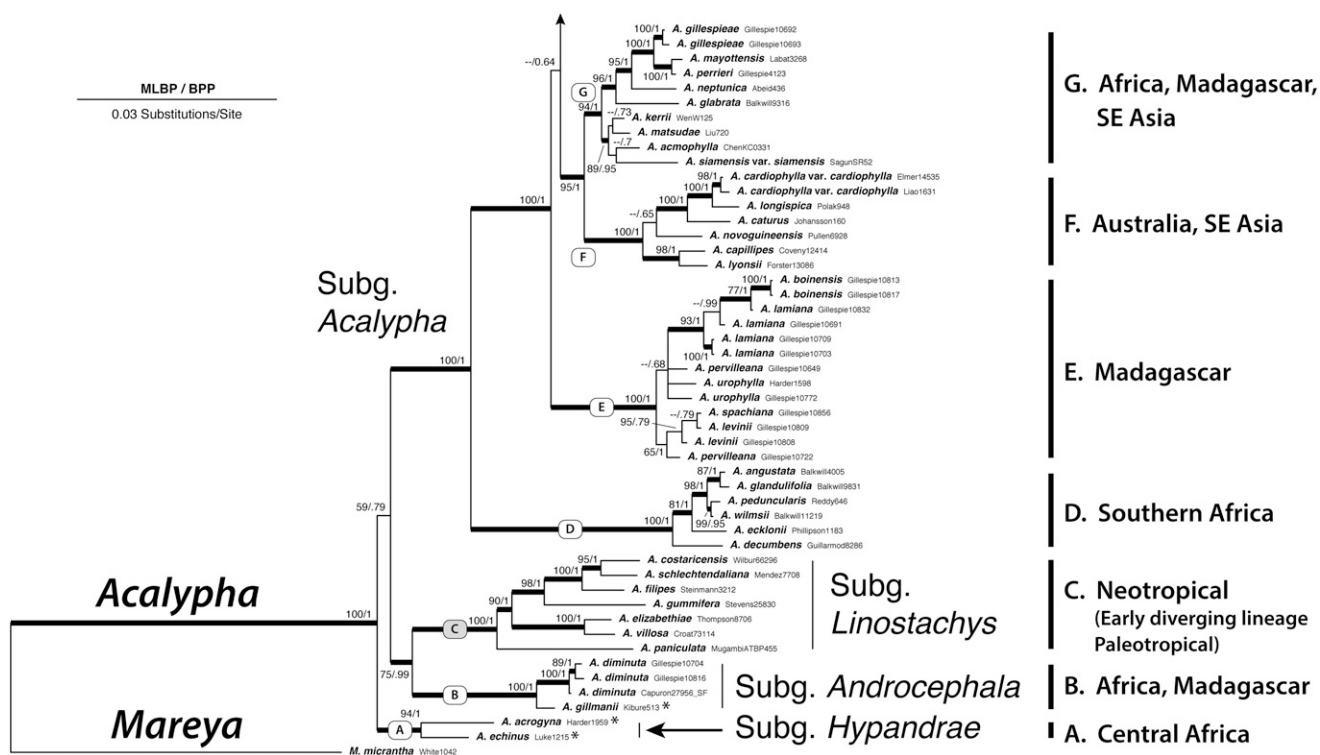 MLBP / BPP
0.03 Substitutions/Site
--/0.64
100/1
A. gillespieae Gillespie10692
100/1
A. gillespieae Gillespie10693
95/1
A. mayottensis Labat3268
100/1
A. perrieri Gillespie4123
96/1
A. neptunica Abeid436
G
A. glabrata Balkwill9316
94/1
--/.73
A. kerrii WenW125
A. matsudae Liu720
--/.7
A. acmophylla ChenKC0331
89/.95
A. siamensis var. siamensis SagunSR52
G. Africa, Madagascar,
SE Asia
95/1
98/1
A. cardiophylla var. cardiophylla Elmer14535
100/1
A. cardiophylla var. cardiophylla Liao1631
100/1
A. longispica Polak948
--/.65
A. caturus Johansson160
100/1
A. novoguineensis Pullen6928
98/1
A. capillipes Coveny12414
F
A. lyonsii Forster13086
F. Australia, SE Asia
100/1
Subg.
Acalypha
100/1
A. boinensis Gillespie10813
77/1
A. boinensis Gillespie10817
--/.99
A. lamiana Gillespie10832
93/1
A. lamiana Gillespie10691
A. lamiana Gillespie10709
100/1
A. lamiana Gillespie10703
--/.68
A. pervilleana Gillespie10649
A. urophylla Harder1598
100/1
E
A. urophylla Gillespie10772
--/.79
A. spachiana Gillespie10856
95/.79
A. levinii Gillespie10809
A. levinii Gillespie10808
65/1
A. pervilleana Gillespie10722
E. Madagascar
100/1
87/1
A. angustata Balkwill4005
98/1
A. glandulifolia Balkwill9831
81/1
A. peduncularis Reddy646
99/.95
A. wilmsii Balkwill11219
100/1
D
A. ecklonii Phillipson1183
A. decumbens Guillarmod8286
D. Southern Africa
59/.79
95/1
A. costaricensis Wilbur66296
100/1
A. schlechtendaliana Mendez7708
98/1
A. filipes Steinmann3212
90/1
A. gummifera Stevens25830
100/1
A. elizabethiae Thompson8706
100/1
C
A. villosa Croat73114
A. paniculata MugambiATBP455
Subg.
Linostachys
C. Neotropical
(Early diverging lineage
Paleotropical)
Acalypha
100/1
75/.99
89/1
A. diminuta Gillespie10704
100/1
A. diminuta Gillespie10816
100/1
B
A. diminuta Capuron27956_SF
A. gillmanii Kibure513 *
Subg. Androcephala
B. Africa, Madagascar
94/1
A
A. acrogyna Harder1959 *
A. echinus Luke1215 *
Subg. Hypandrae
A. Central Africa
Mareya
M. micrantha White1042